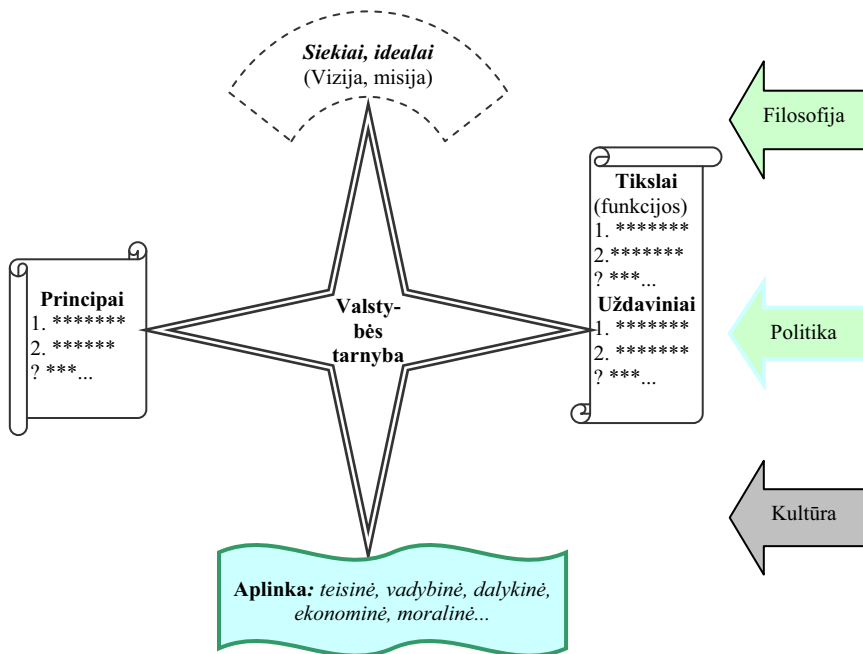 Siekiai, idealai
(Vizija, misija)
Filosofija
Tikslai
(funkcijos)
1. *******
2.*******
? ***...
Uždaviniai
1. *******
2. *******
? ***...
Principai
1. *******
2. ******
? ***...
Valsty-
bės
tarnyba
Politika
Kultūra
Aplinka: teisinė, vadybinė, dalykinė,
ekonominė, moralinė...